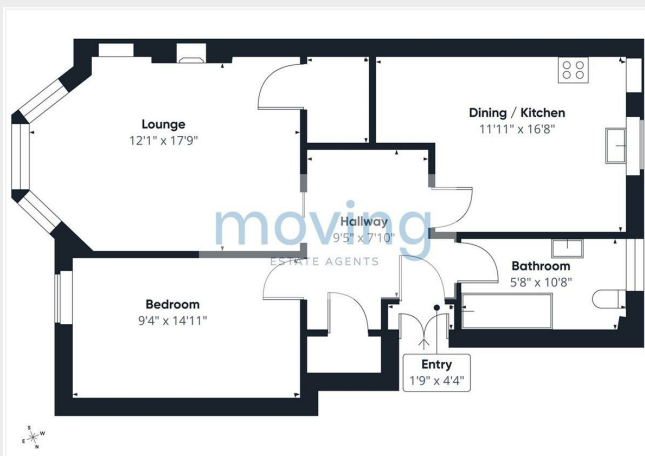 Lounge
12'1" x 17'9"
Dining / Kitchen
11'11" x 16'8"
Hallway
9'5" x 7'10"
moving
ESTATE AGENTS
Bathroom
5'8" x 10'8"
Bedroom
9'4" x 14'11"
Entry
1'9" x 4'4"
S
W
E
N